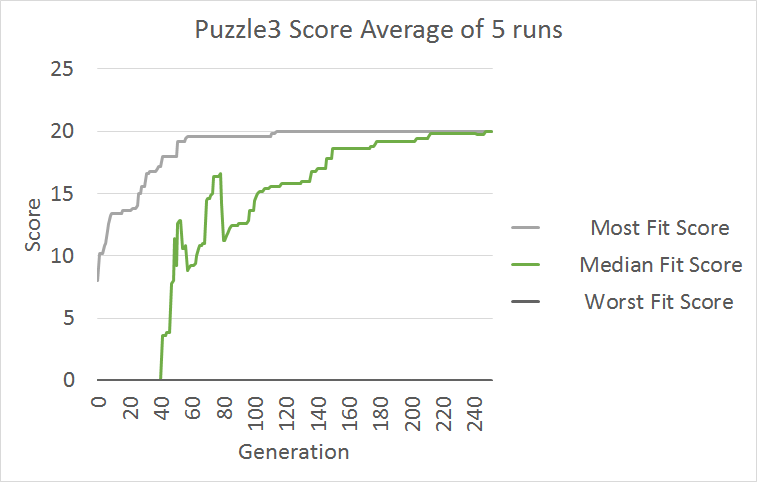 Puzzle3 Score Average of 5 runs
25
20
15
10
5
0
Score
0 20 40 60 80 100 120 140 160 180 200 220 240
Generation
Most Fit Score
Median Fit Score
Worst Fit Score